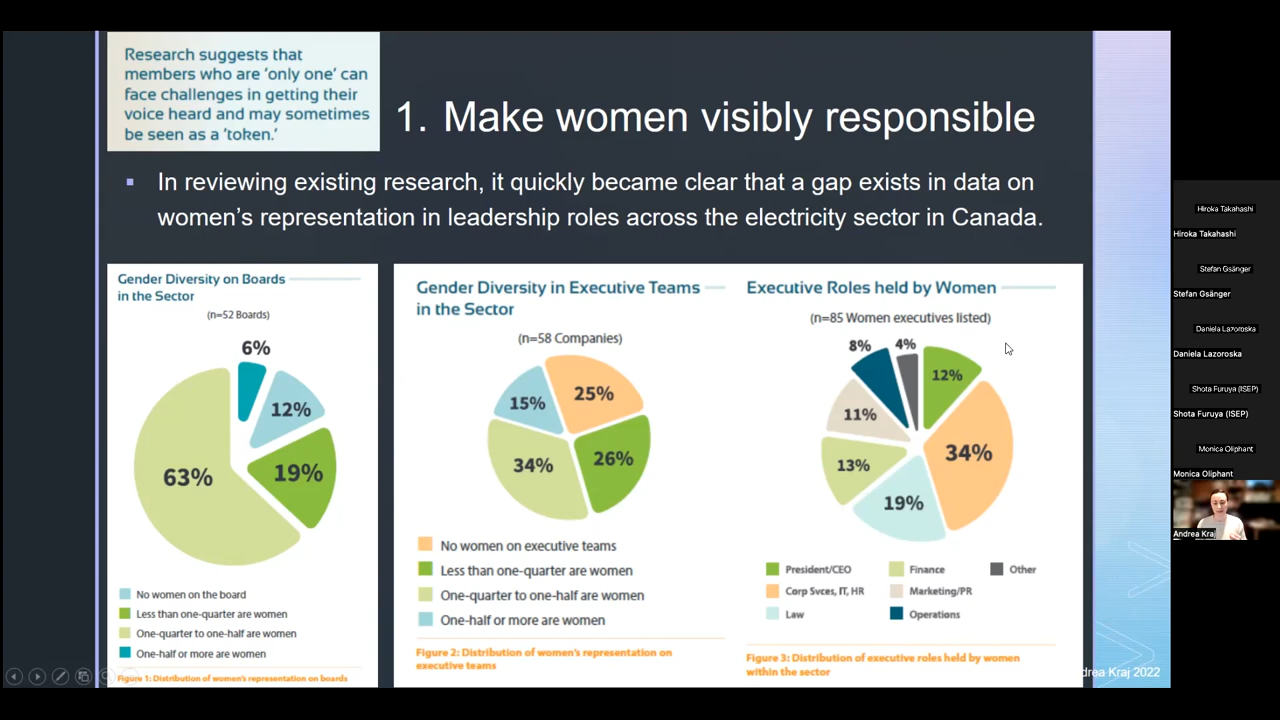 Research suggests that
members who are 'only one' can
face challenges in getting their
voice heard and may sometimes
be seen as a 'token.'
1. Make women visibly responsible
▪ In reviewing existing research, it quickly became clear that a gap exists in data on
women's representation in leadership roles across the electricity sector in Canada.
Gender Diversity on Boards
in the Sector
(n=52 Boards)
6%
12%
19%
63%
No women on the board
Less than one-quarter are women
One-quarter to one-half are women
One-half or more are women
Figure 1: Distribution of women's representation on boards
Gender Diversity in Executive Teams
in the Sector
(n=58 Companies)
25%
15%
26%
34%
No women on executive teams
Less than one-quarter are women
One-quarter to one-half are women
One-half or more are women
Figure 2: Distribution of women's representation on
executive teams
Executive Roles held by Women
(n=85 Women executives listed)
8% 4%
12%
11%
34%
13%
19%
President/CEO Finance Other
Corp Svces, IT, HR Marketing/PR
Law Operations
Figure 3: Distribution of executive roles held by women
within the sector
drea Kraj 2022
Hiroka Takahashi
Hiroka Takahashi
Stefan Gsänger
Stefan Gsänger
Daniela Lazoroska
Daniela Lazoroska
Shota Furuya (ISEP)
Shota Furuya (ISEP)
Monica Oliphant
Monica Oliphant
Andrea Kraj